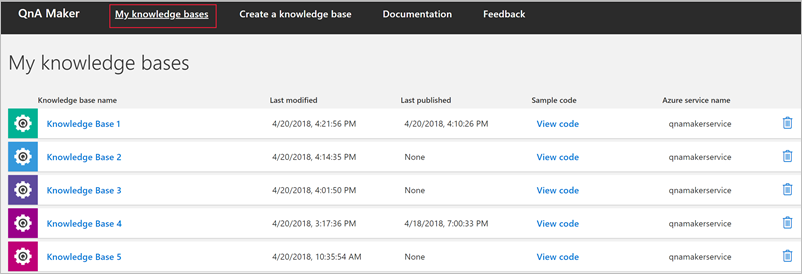 QnA Maker My knowledge bases Create a knowledge base Documentation Feedback
My knowledge bases
Knowledge base name Last modified Last published Sample code Azure service name
Knowledge Base 1 4/20/2018, 4:21:56 PM 4/20/2018, 4:10:26 PM View code qnamakerservice
Knowledge Base 2 4/20/2018, 4:14:35 PM None View code qnamakerservice
Knowledge Base 3 4/20/2018, 4:01:50 PM None View code qnamakerservice
Knowledge Base 4 4/20/2018, 3:17:36 PM 4/18/2018, 7:00:33 PM View code qnamakerservice
Knowledge Base 5 4/20/2018, 10:35:54 AM None View code qnamakerservice